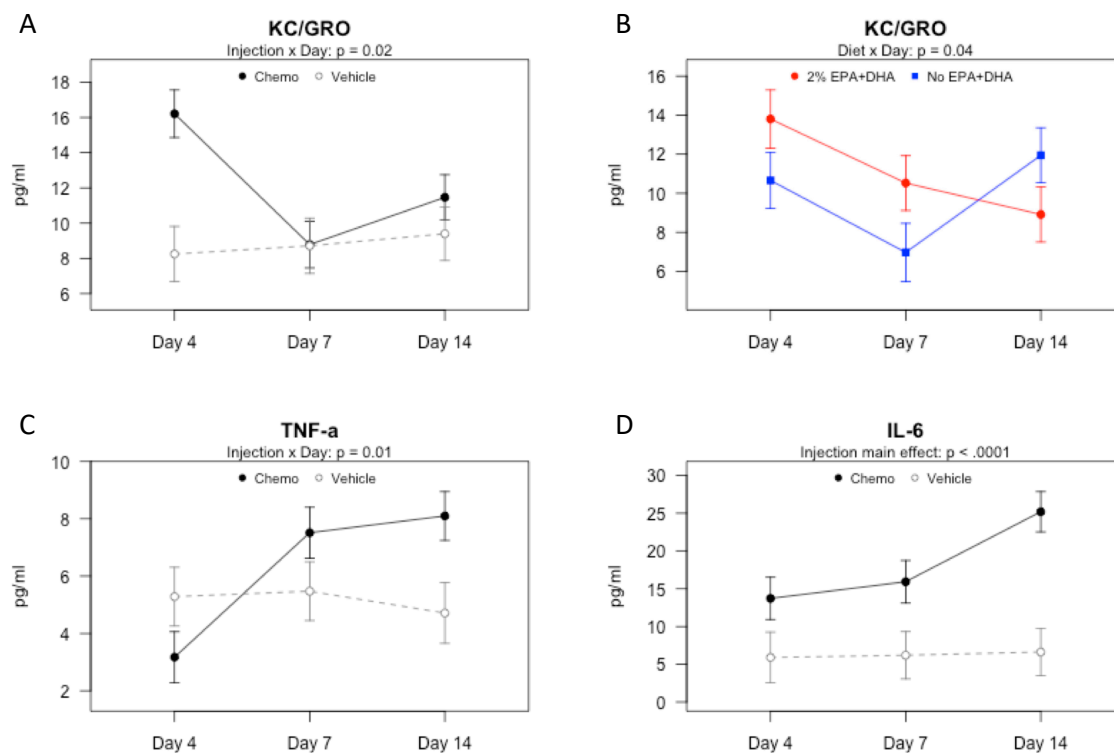 A
KC/GRO
Injection x Day: p = 0.02
Chemo Vehicle
pg/ml
18
16
14
12
10
8
6
Day 4 Day 7 Day 14
B
KC/GRO
Diet x Day: p = 0.04
2% EPA+DHA No EPA+DHA
pg/ml
16
14
12
10
8
6
Day 4 Day 7 Day 14
C
TNF-a
Injection x Day: p = 0.01
Chemo Vehicle
pg/ml
10
8
6
4
2
Day 4 Day 7 Day 14
D
IL-6
Injection main effect: p < .0001
Chemo Vehicle
pg/ml
30
25
20
15
10
5
0
Day 4 Day 7 Day 14